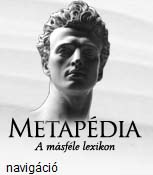 METAPÉDIA
A másféle lexikon
navigáció